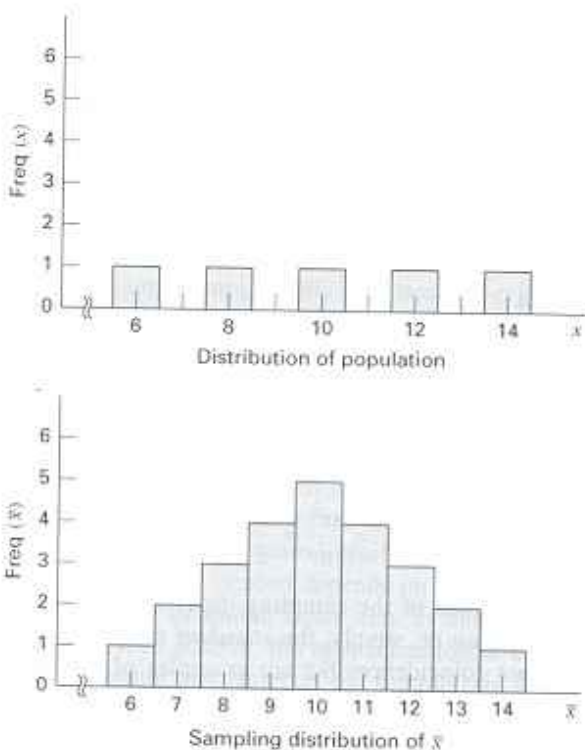 Freq (x)
6
5
4
3
2
1
0
6 8 10 12 14 x
Distribution of population
Freq (x̄)
6
5
4
3
2
1
0
6 7 8 9 10 11 12 13 14 x̄
Sampling distribution of x̄